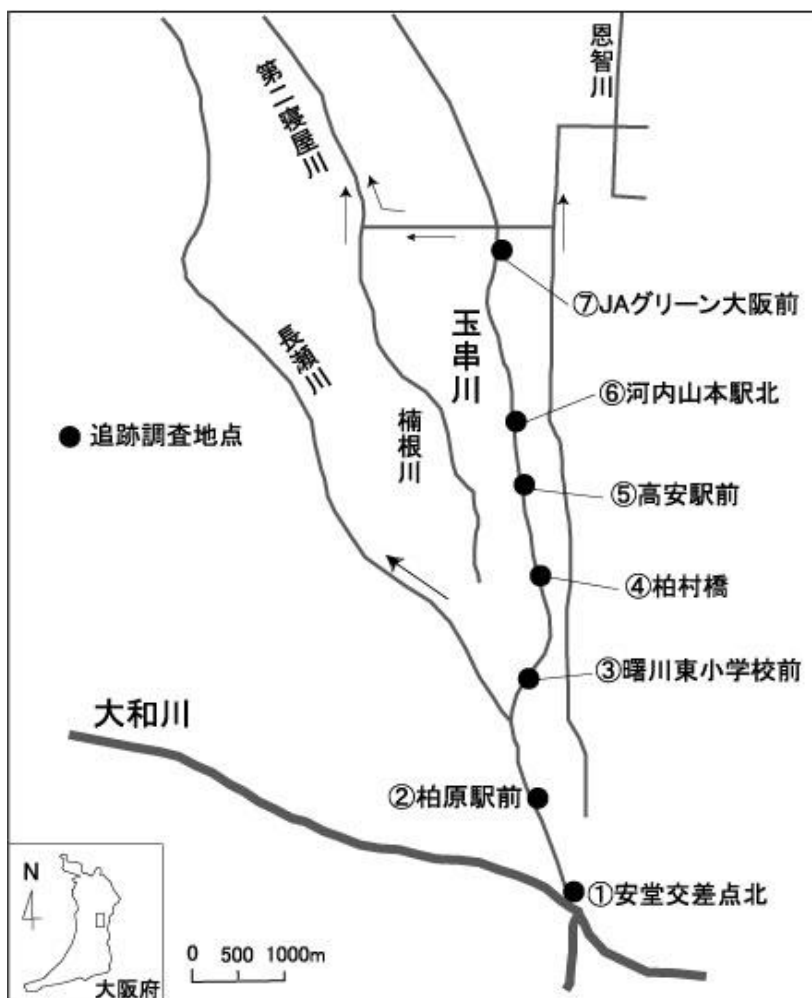 恩智川
第二寝屋川
⑦JAグリーン大阪前
玉串川
長瀬川
⑥河内山本駅北
楠根川
●追跡調査地点
⑤高安駅前
④柏村橋
③曙川東小学校前
大和川
②柏原駅前
N
①安堂交差点北
0 500 1000m
大阪府